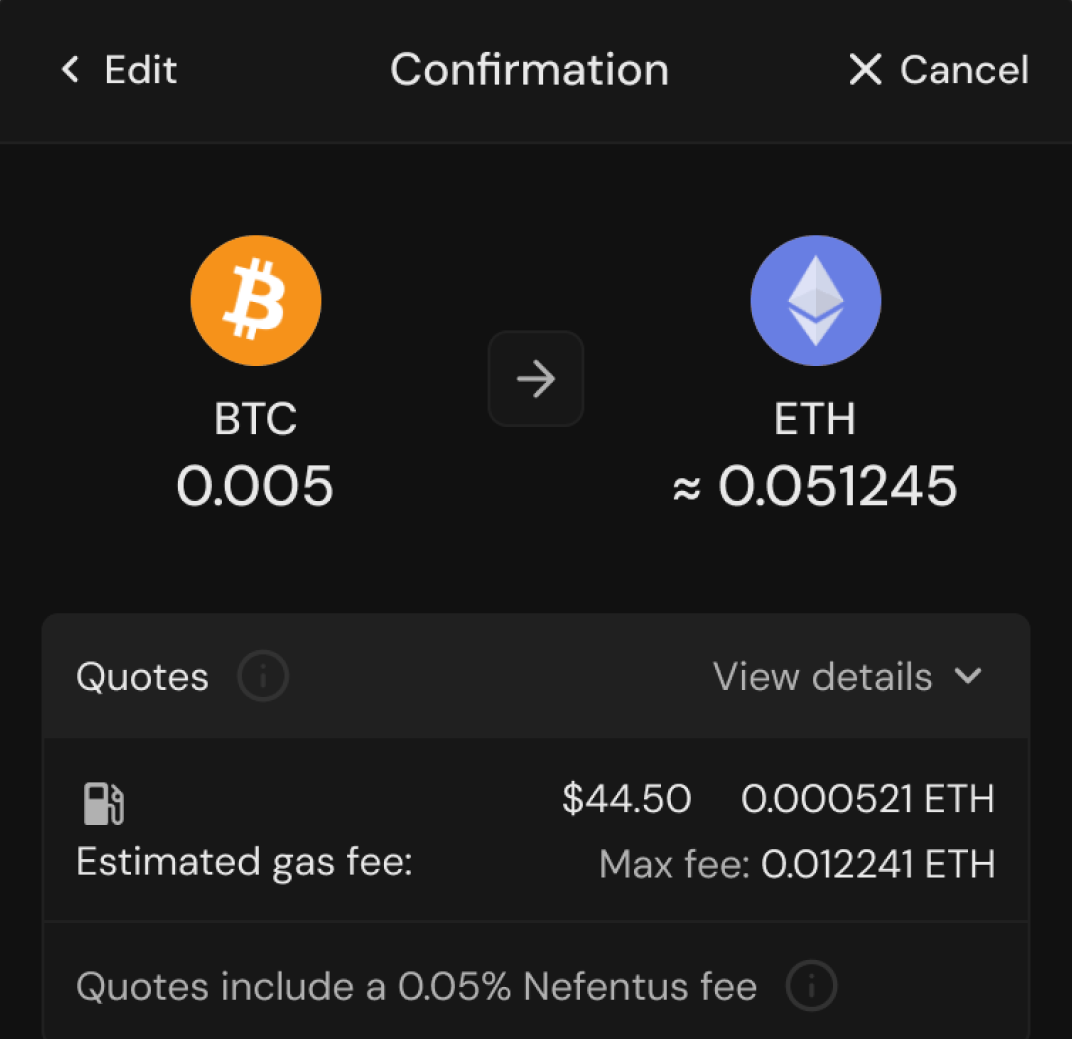 Edit
Confirmation
Cancel
BTC
0.005
ETH
≈ 0.051245
Quotes
View details
$44.50 0.000521 ETH
Estimated gas fee:
Max fee: 0.012241 ETH
Quotes include a 0.05% Nefentus fee